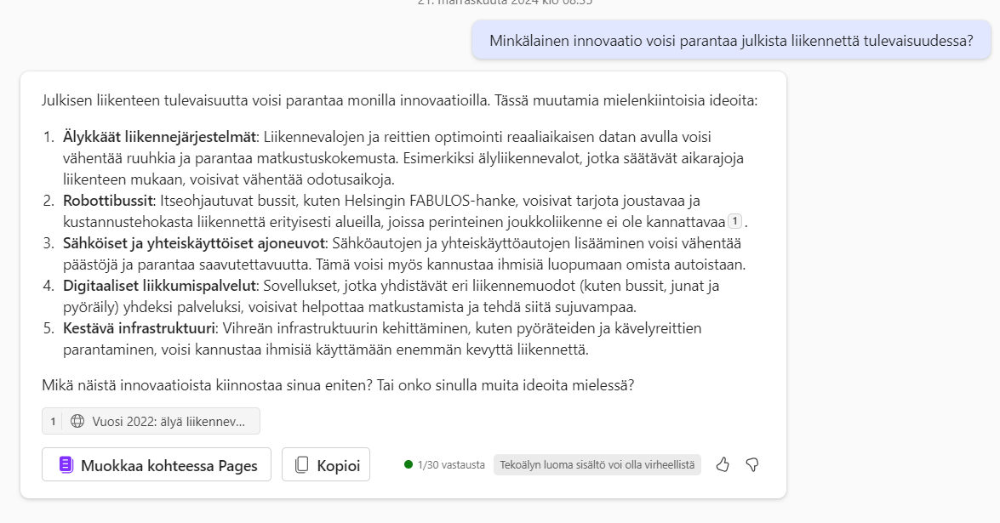 21. marraskuuta 2024 klo 08.35
Minkälainen innovaatio voisi parantaa julkista liikennettä tulevaisuudessa?
Julkisen liikenteen tulevaisuutta voisi parantaa monilla innovaatioilla. Tässä muutamia mielenkiintoisia ideoita:
1. Älykkäät liikennejärjestelmät: Liikennevalojen ja reittien optimointi reaaliaikaisen datan avulla voisi
vähentää ruuhkia ja parantaa matkustuskokemusta. Esimerkiksi älyliikennevalot, jotka säätävät aikarajoja
liikenteen mukaan, voisivat vähentää odotusaikoja.
2. Robottibussit: Itseohjautuvat bussit, kuten Helsingin FABULOS-hanke, voisivat tarjota joustavaa ja
kustannustehokasta liikennettä erityisesti alueilla, joissa perinteinen joukkoliikenne ei ole kannattavaa 1 .
3. Sähköiset ja yhteiskäyttöiset ajoneuvot: Sähköautojen ja yhteiskäyttöautojen lisääminen voisi vähentää
päästöjä ja parantaa saavutettavuutta. Tämä voisi myös kannustaa ihmisiä luopumaan omista autoistaan.
4. Digitaaliset liikkumispalvelut: Sovellukset, jotka yhdistävät eri liikennemuodot (kuten bussit, junat ja
pyöräily) yhdeksi palveluksi, voisivat helpottaa matkustamista ja tehdä siitä sujuvampaa.
5. Kestävä infrastruktuuri: Vihreän infrastruktuurin kehittäminen, kuten pyöräteiden ja kävelyreittien
parantaminen, voisi kannustaa ihmisiä käyttämään enemmän kevyttä liikennettä.
Mikä näistä innovaatioista kiinnostaa sinua eniten? Tai onko sinulla muita ideoita mielessä?
1 Vuosi 2022: älyä liikennev...
Muokkaa kohteessa Pages Kopioi 1/30 vastausta Tekoälyn luoma sisältö voi olla virheellistä